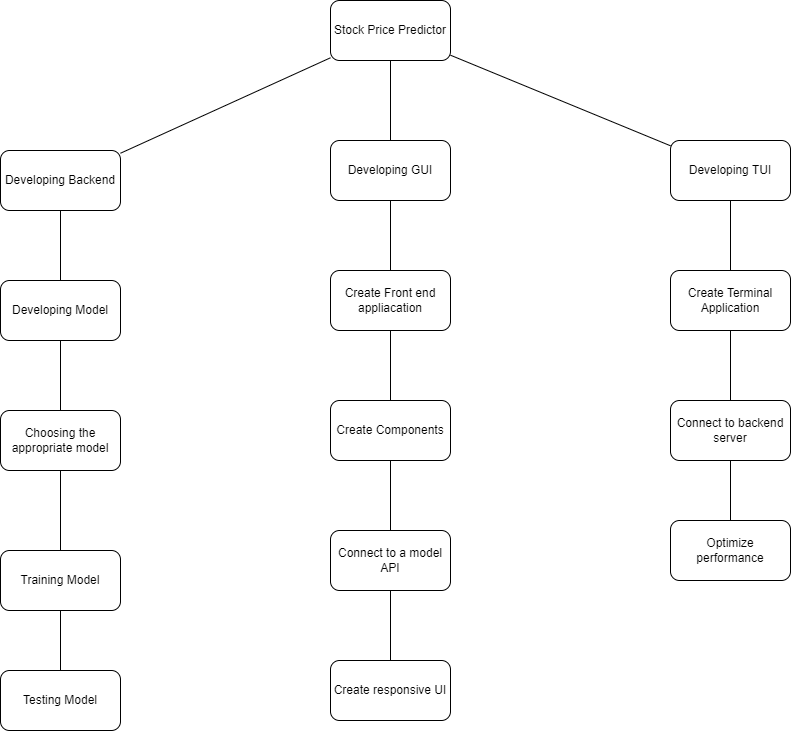 Stock Price Predictor
Developing Backend
Developing GUI
Developing TUI
Developing Model
Create Front end
appliacation
Create Terminal
Application
Choosing the
appropriate model
Create Components
Connect to backend
server
Training Model
Connect to a model
API
Optimize
performance
Testing Model
Create responsive UI